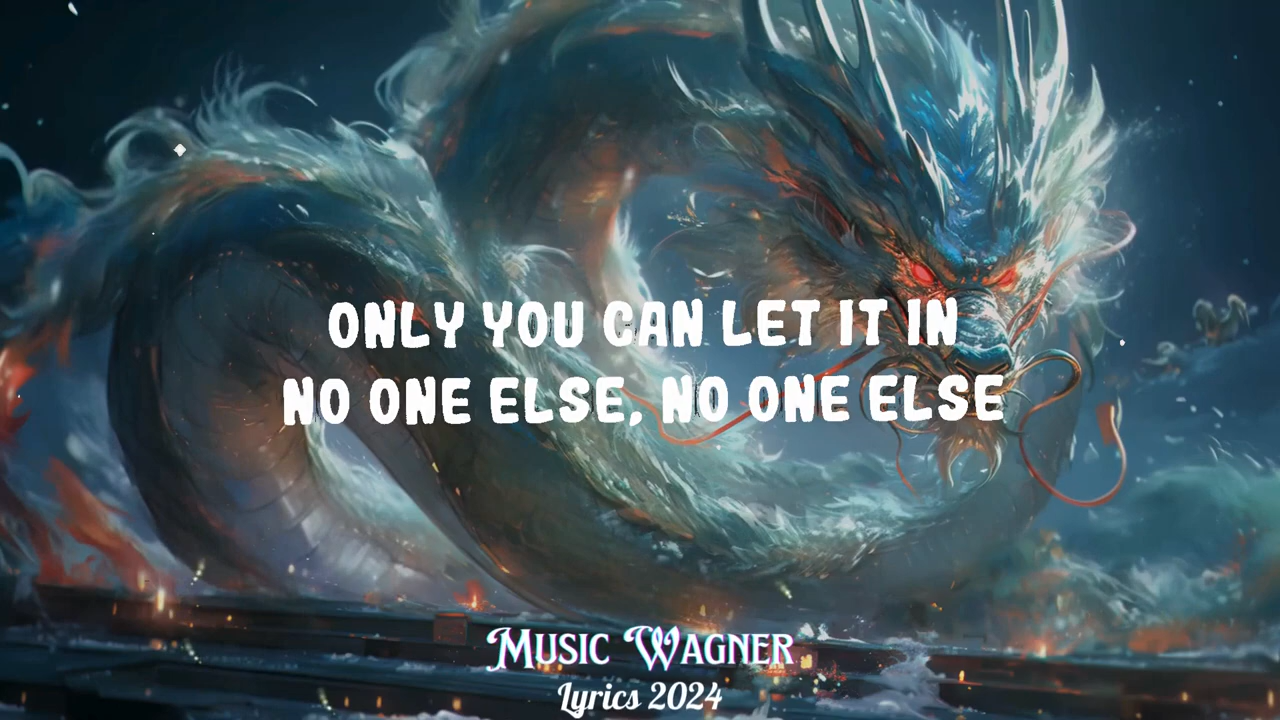 ONLY YOU CAN LET IT IN
NO ONE ELSE, NO ONE ELSE
MUSIC WAGNER
Lyrics 2024